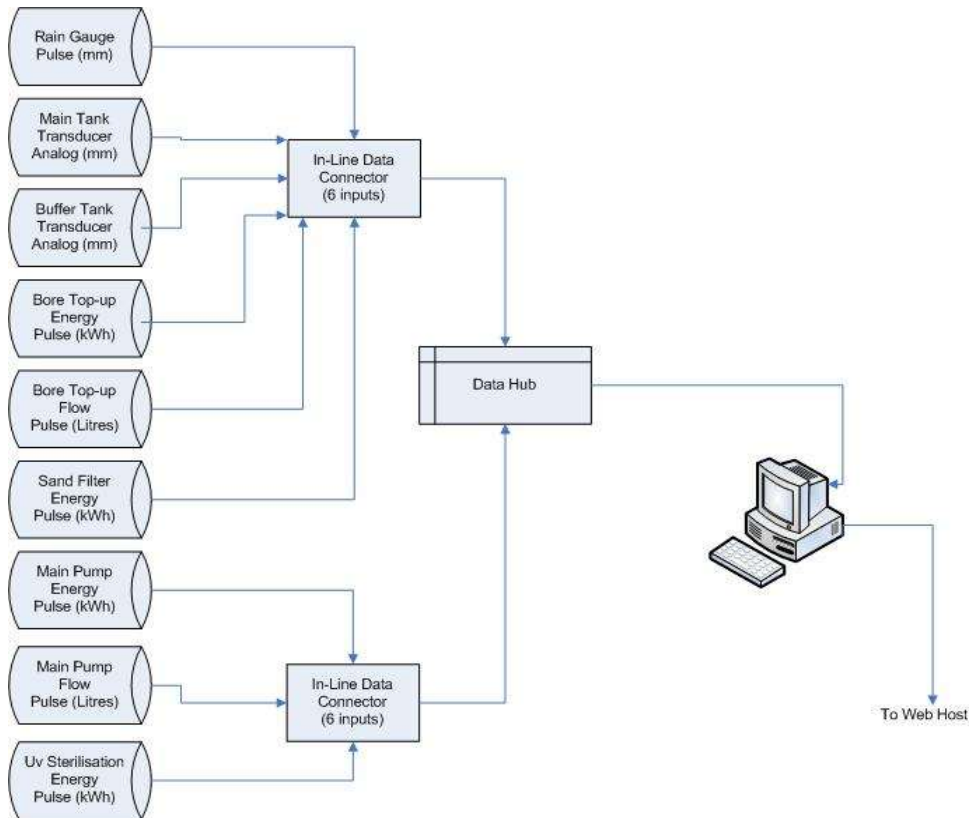 Rain Gauge
Pulse (mm)
Main Tank
Transducer
Analog (mm)
Buffer Tank
Transducer
Analog (mm)
Bore Top-up
Energy
Pulse (kWh)
Bore Top-up
Flow
Pulse (Litres)
Sand Filter
Energy
Pulse (kWh)
Main Pump
Energy
Pulse (kWh)
Main Pump
Flow
Pulse (Litres)
Uv Sterilisation
Energy
Pulse (kWh)
In-Line Data
Connector
(6 inputs)
In-Line Data
Connector
(6 inputs)
Data Hub
To Web Host